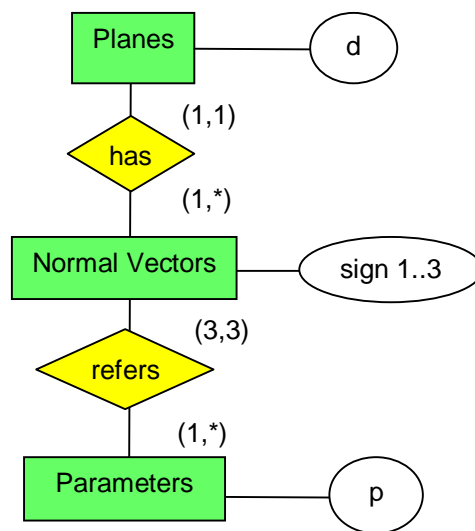 Planes
d
(1,1)
has
(1,*)
Normal Vectors
sign 1..3
(3,3)
refers
(1,*)
Parameters
p